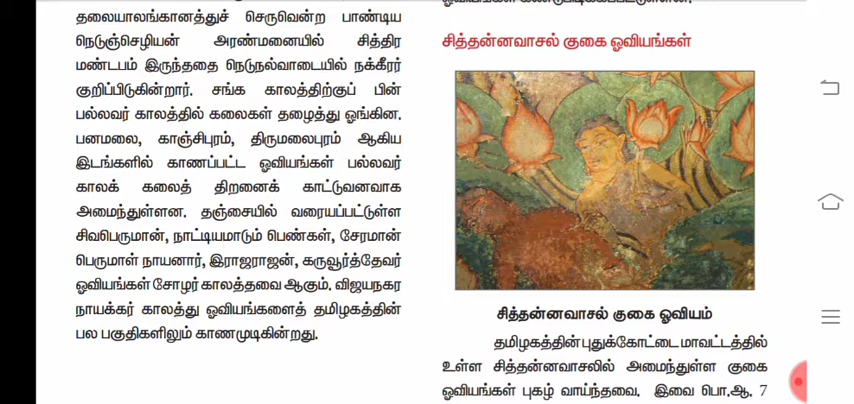 தலையாலங்கானத்துச் செருவென்ற பாண்டிய
நெடுஞ்செழியன் அரண்மனையில் சித்திர
மண்டபம் இருந்ததை நெடுநல்வாடையில் நக்கீரர்
குறிப்பிடுகின்றார். சங்க காலத்திற்குப் பின்
பல்லவர் காலத்தில் கலைகள் தழைத்து ஓங்கின.
பனமலை, காஞ்சிபுரம், திருமலைபுரம் ஆகிய
இடங்களில் காணப்பட்ட ஓவியங்கள் பல்லவர்
காலக் கலைத் திறனைக் காட்டுவனவாக
அமைந்துள்ளன. தஞ்சையில் வரையப்பட்டுள்ள
சிவபெருமான், நாட்டியமாடும் பெண்கள், சேரமான்
பெருமாள் நாயனார், இராஜராஜன், கருவூர்த்தேவர்
ஓவியங்கள் சோழர் காலத்தவை ஆகும். விஜயநகர
நாயக்கர் காலத்து ஓவியங்களைத் தமிழகத்தின்
பல பகுதிகளிலும் காணமுடிகின்றது.
சித்தன்னவாசல் குகை ஓவியங்கள்
சித்தன்னவாசல் குகை ஓவியம்
தமிழகத்தின் புதுக்கோட்டை மாவட்டத்தில்
உள்ள சித்தன்னவாசலில் அமைந்துள்ள குகை
ஓவியங்கள் புகழ் வாய்ந்தவை. இவை பொ.ஆ. 7